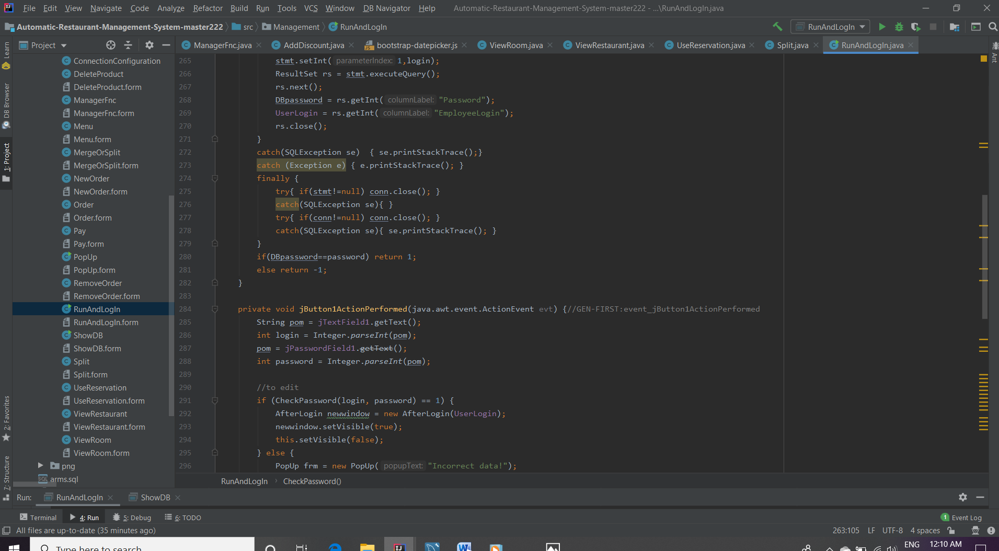 File Edit View Navigate Code Analyze Refactor Build Run Tools VCS Window DB Navigator Help Automatic-Restaurant-Management-System-master222 - ...\RunAndLogIn.java
Automatic-Restaurant-Management-System-master222 src Management RunAndLogIn RunAndLogIn
Project ManagerFnc.java AddDiscount.java bootstrap-datepicker.js ViewRoom.java ViewRestaurant.java UseReservation.java Split.java RunAndLogIn.java
Learn
DB Browser
1: Project
2: Favorites
7: Structure
Ant
ConnectionConfiguration
DeleteProduct
DeleteProduct.form
ManagerFnc
ManagerFnc.form
Menu
Menu.form
MergeOrSplit
MergeOrSplit.form
NewOrder
NewOrder.form
Order
Order.form
Pay
Pay.form
PopUp
PopUp.form
RemoveOrder
RemoveOrder.form
RunAndLogIn
RunAndLogIn.form
ShowDB
ShowDB.form
Split
Split.form
UseReservation
UseReservation.form
ViewRestaurant
ViewRestaurant.form
ViewRoom
ViewRoom.form
png
arms.sql
265 stmt.setInt( parameterIndex: 1,login);
266 ResultSet rs = stmt.executeQuery();
267 rs.next();
268 DBpassword = rs.getInt( columnLabel: "Password");
269 UserLogin = rs.getInt( columnLabel: "EmployeeLogin");
270 rs.close();
271 }
272 catch(SQLException se)  { se.printStackTrace();}
273 catch (Exception e) { e.printStackTrace(); }
274 finally {
275 try{ if(stmt!=null) conn.close(); }
276 catch(SQLException se){ }
277 try{ if(conn!=null) conn.close(); }
278 catch(SQLException se){ se.printStackTrace(); }
279 }
280 if(DBpassword==password) return 1;
281 else return -1;
282 }
283
284 private void jButton1ActionPerformed(java.awt.event.ActionEvent evt) {//GEN-FIRST:event_jButton1ActionPerformed
285 String pom = jTextField1.getText();
286 int login = Integer.parseInt(pom);
287 pom = jPasswordField1.getText();
288 int password = Integer.parseInt(pom);
289
290 //to edit
291 if (CheckPassword(login, password) == 1) {
292 AfterLogin newwindow = new AfterLogin(UserLogin);
293 newwindow.setVisible(true);
294 this.setVisible(false);
295 } else {
296 PopUp frm = new PopUp( popupText: "Incorrect data!");
RunAndLogIn CheckPassword()
Run: RunAndLogIn ShowDB
Terminal 4: Run 5: Debug 6: TODO 1 Event Log
All files are up-to-date (35 minutes ago) 263:105 LF UTF-8 4 spaces
Type here to search ENG 12:10 AM